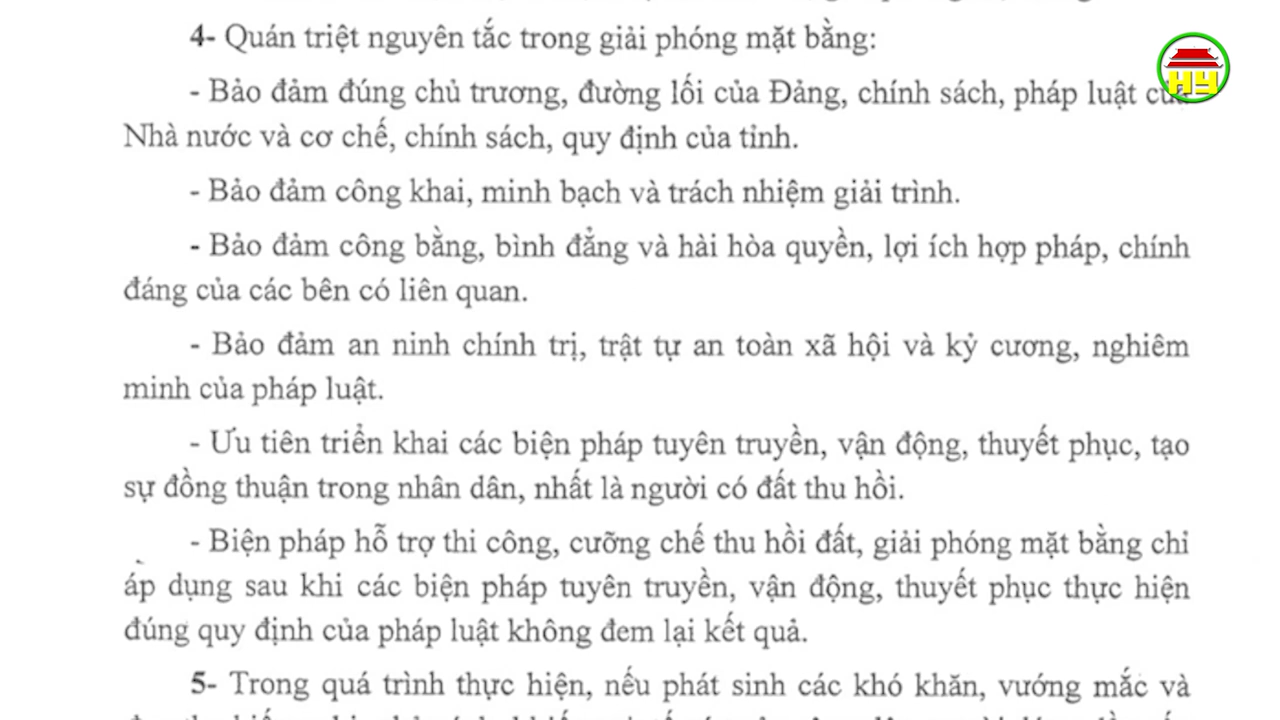 4- Quán triệt nguyên tắc trong giải phóng mặt bằng:
HY
- Bảo đảm đúng chủ trương, đường lối của Đảng, chính sách, pháp luật của
Nhà nước và cơ chế, chính sách, quy định của tỉnh.
- Bảo đảm công khai, minh bạch và trách nhiệm giải trình.
- Bảo đảm công bằng, bình đẳng và hài hòa quyền, lợi ích hợp pháp, chính
đáng của các bên có liên quan.
- Bảo đảm an ninh chính trị, trật tự an toàn xã hội và kỷ cương, nghiêm
minh của pháp luật.
- Ưu tiên triển khai các biện pháp tuyên truyền, vận động, thuyết phục, tạo
sự đồng thuận trong nhân dân, nhất là người có đất thu hồi.
- Biện pháp hỗ trợ thi công, cưỡng chế thu hồi đất, giải phóng mặt bằng chỉ
áp dụng sau khi các biện pháp tuyên truyền, vận động, thuyết phục thực hiện
đúng quy định của pháp luật không đem lại kết quả.
5- Trong quá trình thực hiện, nếu phát sinh các khó khăn, vướng mắc và